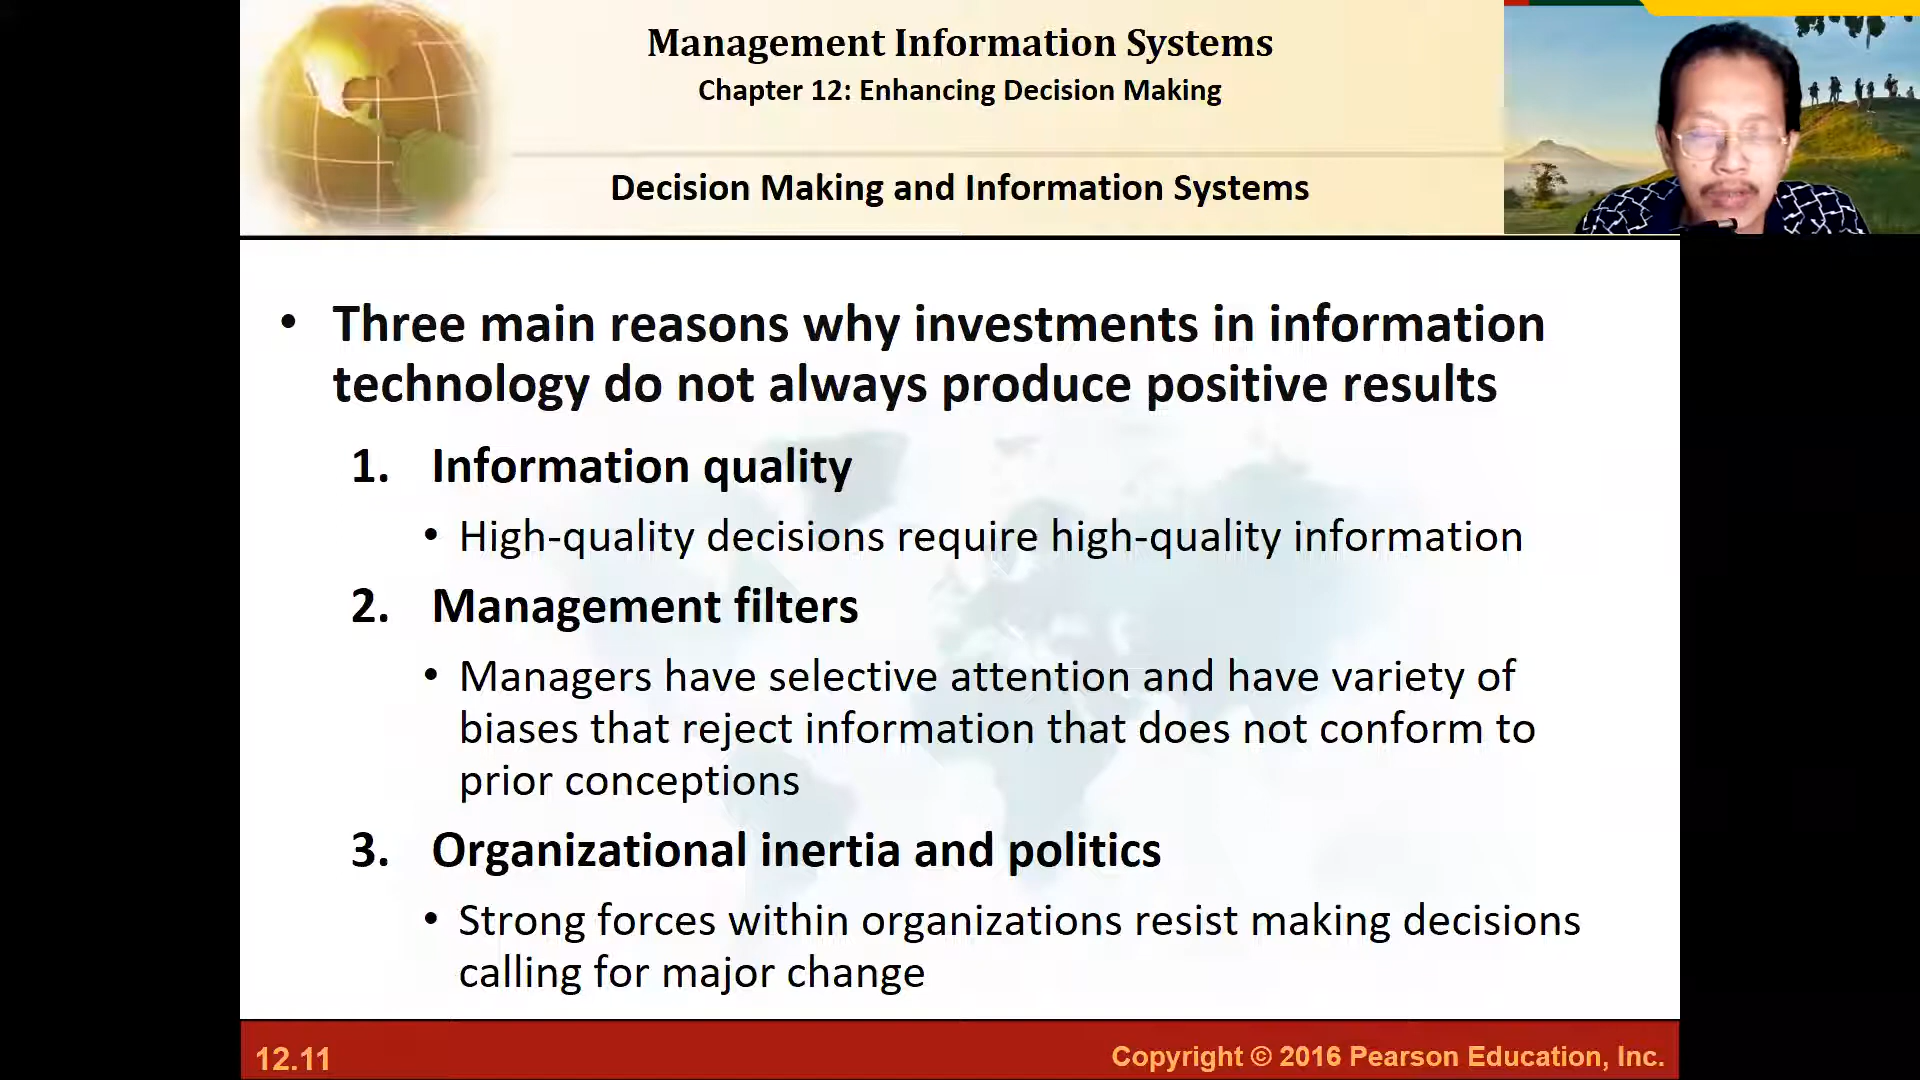 Management Information Systems
Chapter 12: Enhancing Decision Making
Decision Making and Information Systems
• Three main reasons why investments in information
technology do not always produce positive results
1. Information quality
• High-quality decisions require high-quality information
2. Management filters
• Managers have selective attention and have variety of
biases that reject information that does not conform to
prior conceptions
3. Organizational inertia and politics
• Strong forces within organizations resist making decisions
calling for major change
12.11
Copyright © 2016 Pearson Education, Inc.